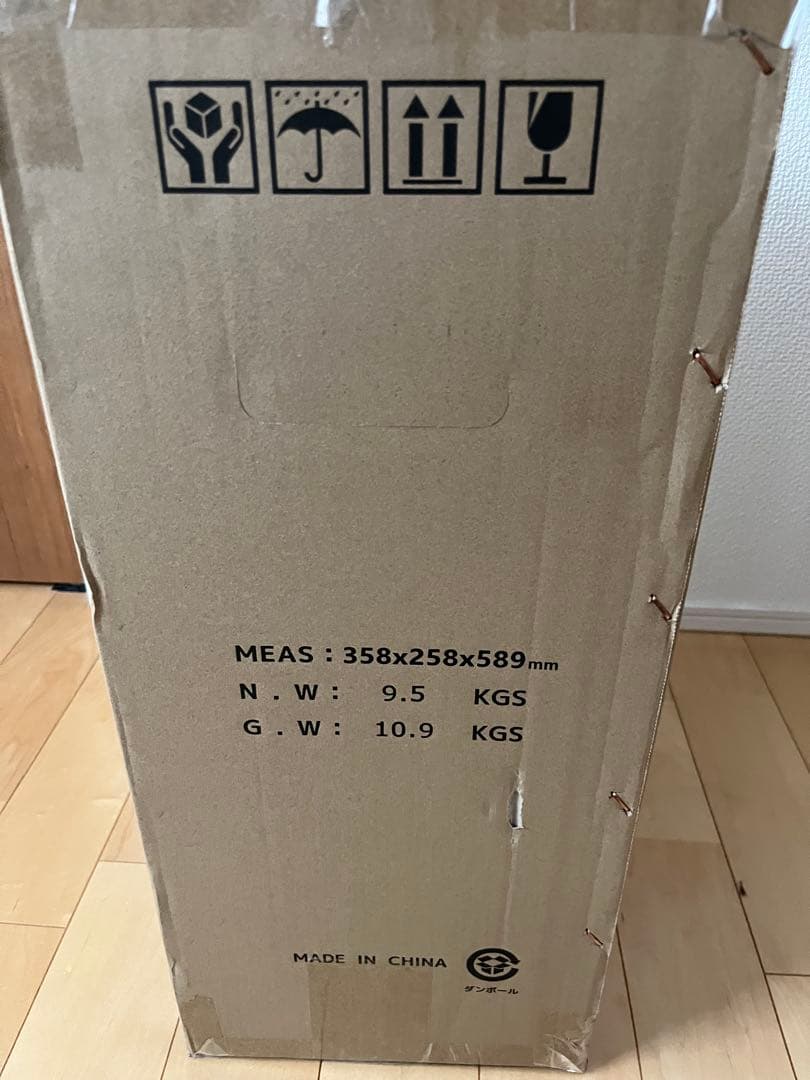 MEAS：358x258x589mm
N．W： 9.5 KGS
G．W： 10.9 KGS
MADE IN CHINA
ダンボール